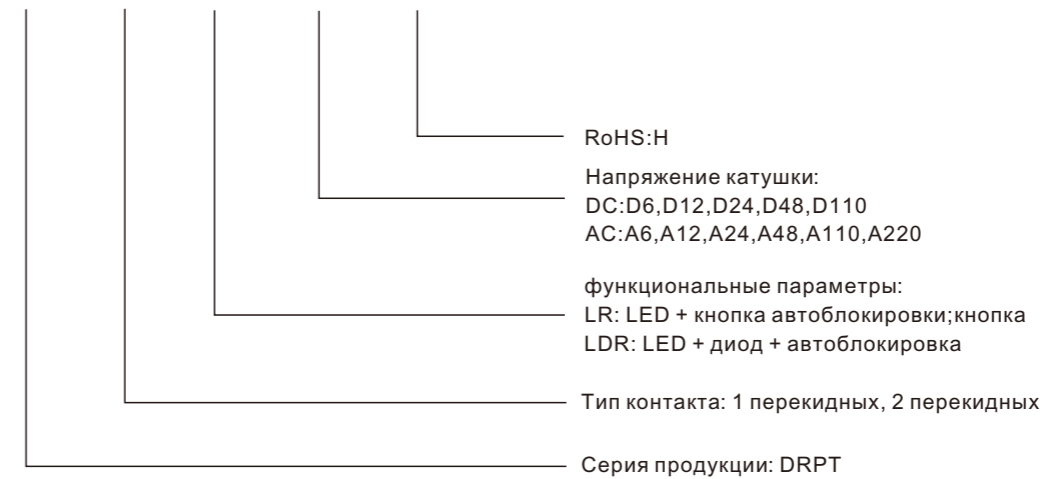 RoHS:H
Напряжение катушки:
DC:D6,D12,D24,D48,D110
AC:A6,A12,A24,A48,A110,A220
функциональные параметры:
LR: LED + кнопка автоблокировки;кнопка
LDR: LED + диод + автоблокировка
Тип контакта: 1 перекидных, 2 перекидных
Серия продукции: DRPT